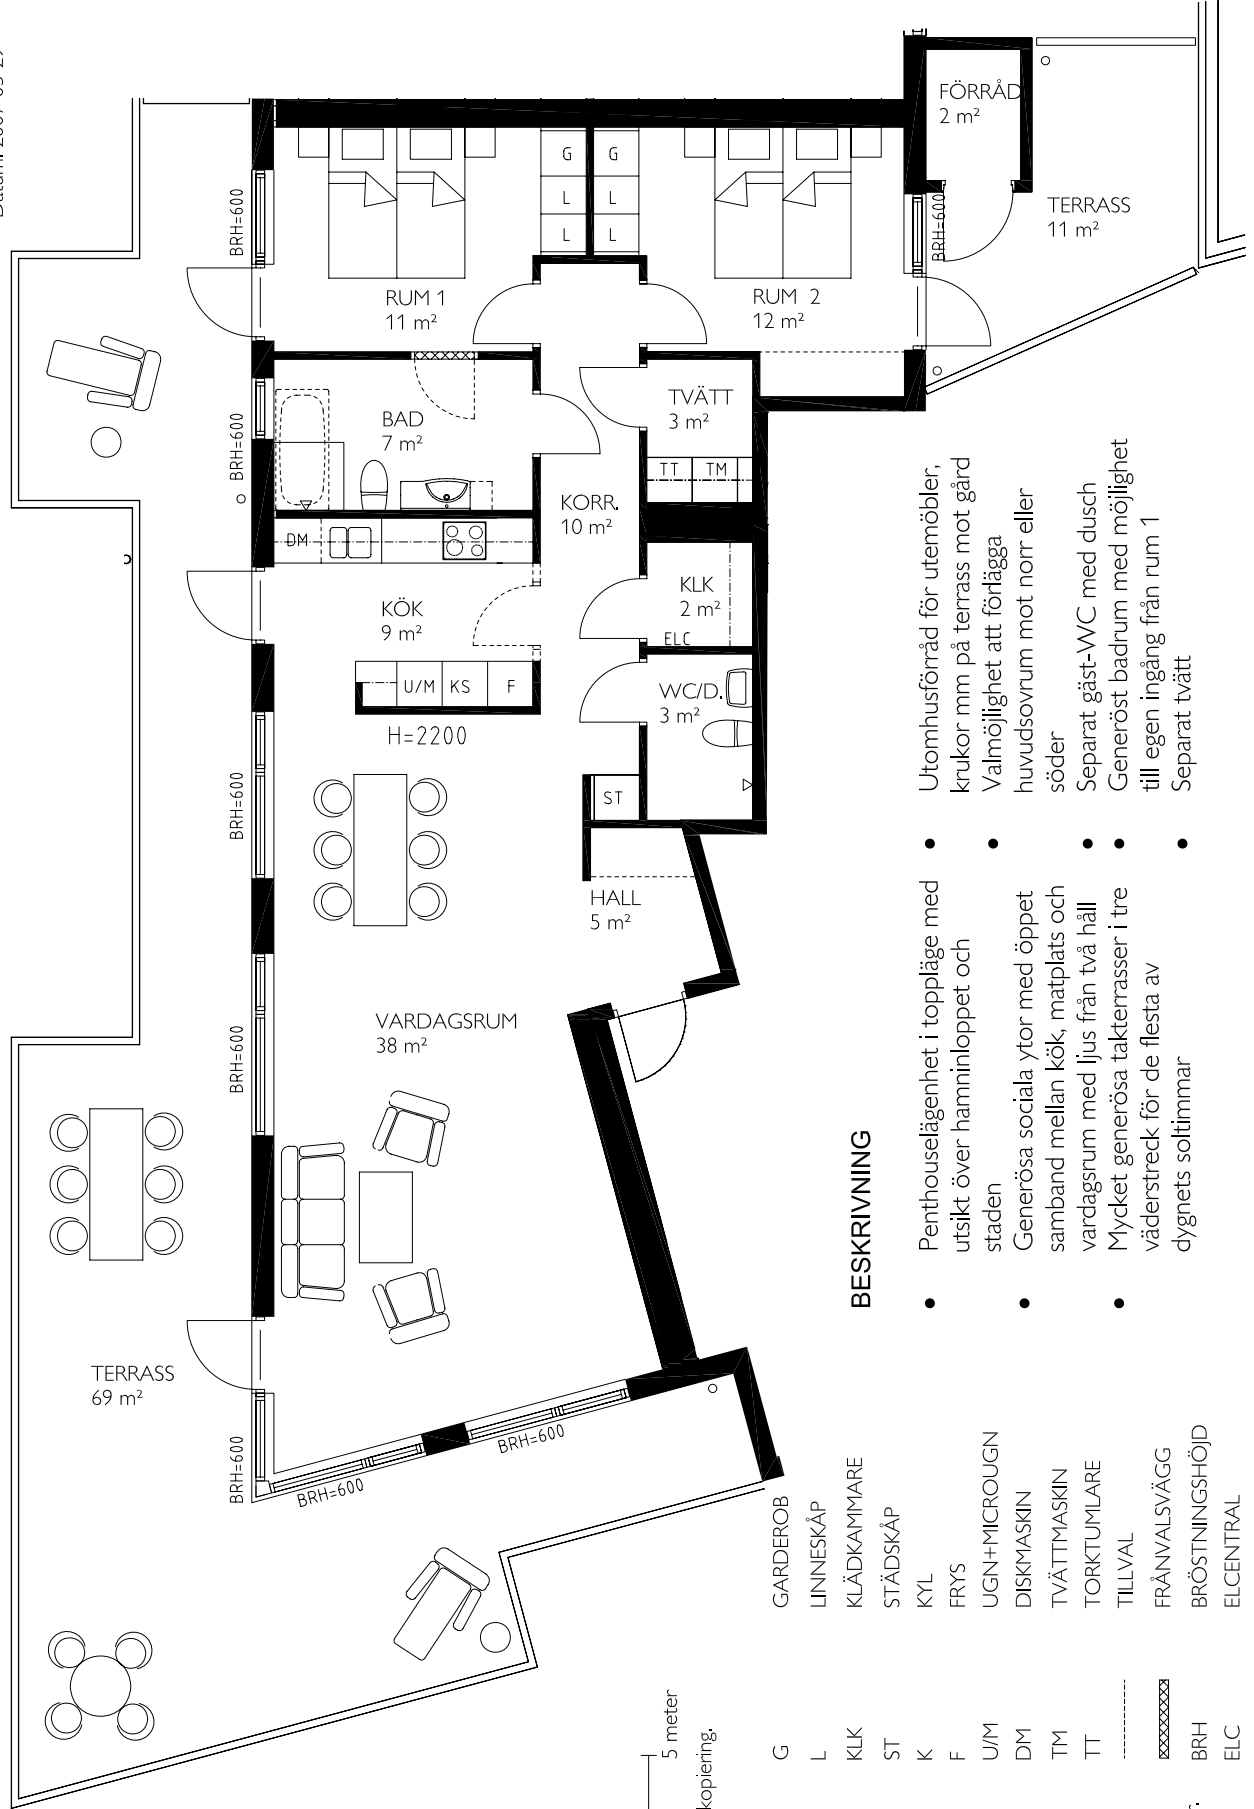 FÖRRÅD
2 m²
TERRASS
11 m²
BRH=600
BRH=600
G
G
L
L
L
L
RUM 1
11 m²
RUM 2
12 m²
BAD
7 m²
TVÄTT
3 m²
BRH=600
TT
TM
KORR.
10 m²
DM
KÖK
9 m²
KLK
2 m²
ELC
U/M
KS
F
WC/D.
3 m²
H=2200
ST
BRH=600
HALL
5 m²
VARDAGSRUM
38 m²
BRH=600
TERRASS
69 m²
BRH=600
BRH=600
BRH=600
BESKRIVNING
• Penthouselägenhet i toppläge med
utsikt över hamninloppet och
staden
• Generösa sociala ytor med öppet
samband mellan kök, matplats och
vardagsrum med ljus från två håll
• Mycket generösa takterrasser i tre
väderstreck för de flesta av
dygnets soltimmar
• Utomhusförråd för utemöbler,
krukor mm på terrass mot gård
• Valmöjlighet att förlägga
huvudsovrum mot norr eller
söder
• Separat gäst-WC med dusch
• Generöst badrum med möjlighet
till egen ingång från rum 1
• Separat tvätt
5 meter
kopiering.
G GARDEROB
L LINNESKÅP
KLK KLÄDKAMMARE
ST STÄDSKÅP
K KYL
F FRYS
U/M UGN+MICROUGN
DM DISKMASKIN
TM TVÄTTMASKIN
TT TORKTUMLARE
TILLVAL
FRÅNVALSVÄGG
BRH BRÖSTNINGSHÖJD
ELC ELCENTRAL